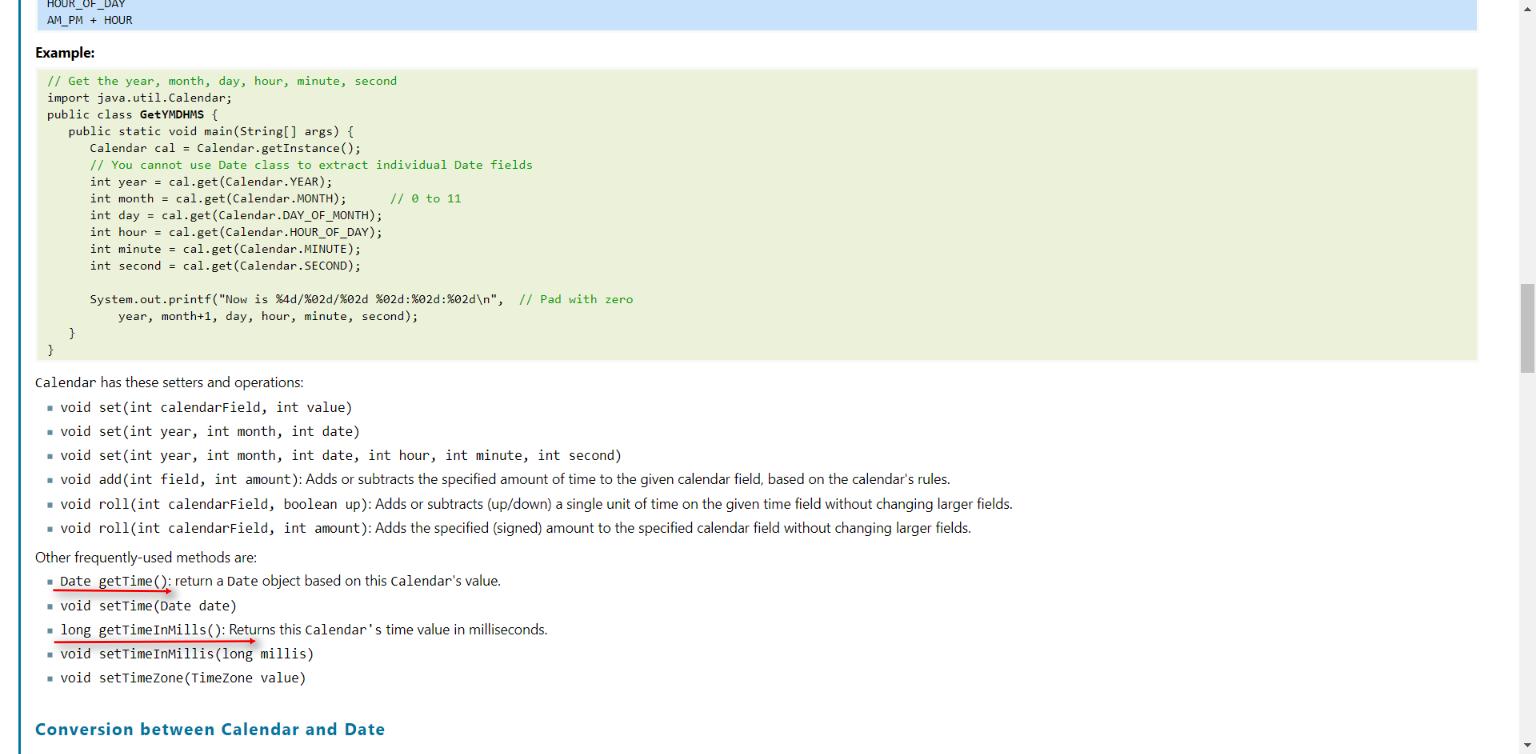 HOUR_OF_DAY
AM_PM + HOUR
Example:
// Get the year, month, day, hour, minute, second
import java.util.Calendar;
public class GetYMDHMS {
   public static void main(String[] args) {
      Calendar cal = Calendar.getInstance();
      // You cannot use Date class to extract individual Date fields
      int year = cal.get(Calendar.YEAR);
      int month = cal.get(Calendar.MONTH);      // 0 to 11
      int day = cal.get(Calendar.DAY_OF_MONTH);
      int hour = cal.get(Calendar.HOUR_OF_DAY);
      int minute = cal.get(Calendar.MINUTE);
      int second = cal.get(Calendar.SECOND);
      System.out.printf("Now is %4d/%02d/%02d %02d:%02d:%02d\n",  // Pad with zero
          year, month+1, day, hour, minute, second);
   }
}
Calendar has these setters and operations:
▪ void set(int calendarField, int value)
▪ void set(int year, int month, int date)
▪ void set(int year, int month, int date, int hour, int minute, int second)
▪ void add(int field, int amount): Adds or subtracts the specified amount of time to the given calendar field, based on the calendar's rules.
▪ void roll(int calendarField, boolean up): Adds or subtracts (up/down) a single unit of time on the given time field without changing larger fields.
▪ void roll(int calendarField, int amount): Adds the specified (signed) amount to the specified calendar field without changing larger fields.
Other frequently-used methods are:
▪ Date getTime(): return a Date object based on this Calendar's value.
▪ void setTime(Date date)
▪ long getTimeInMills(): Returns this Calendar's time value in milliseconds.
▪ void setTimeInMillis(long millis)
▪ void setTimeZone(TimeZone value)
Conversion between Calendar and Date